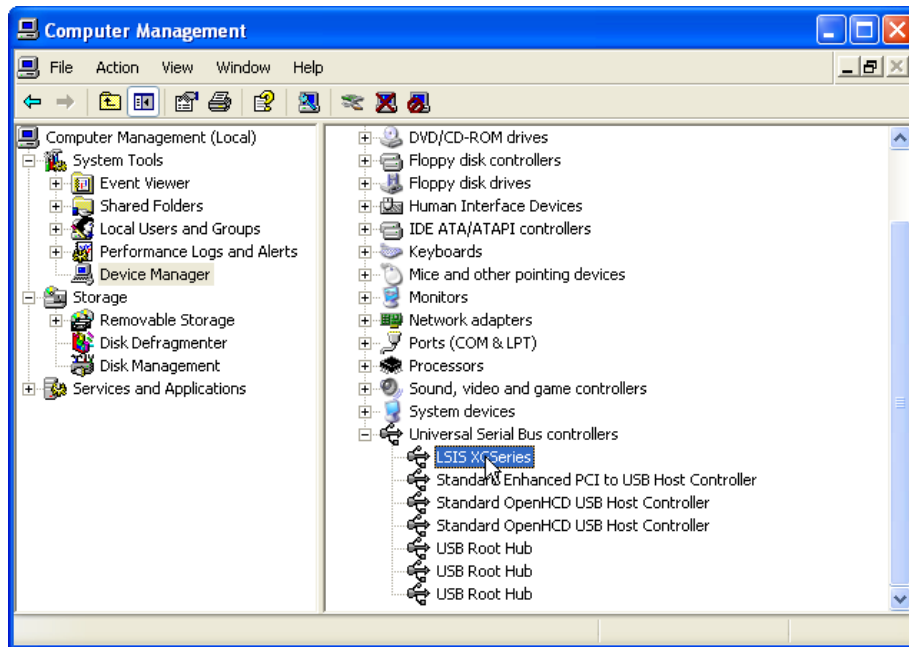 Computer Management
File Action View Window Help
Computer Management (Local)
System Tools
Event Viewer
Shared Folders
Local Users and Groups
Performance Logs and Alerts
Device Manager
Storage
Removable Storage
Disk Defragmenter
Disk Management
Services and Applications
DVD/CD-ROM drives
Floppy disk controllers
Floppy disk drives
Human Interface Devices
IDE ATA/ATAPI controllers
Keyboards
Mice and other pointing devices
Monitors
Network adapters
Ports (COM & LPT)
Processors
Sound, video and game controllers
System devices
Universal Serial Bus controllers
LSIS XGSeries
Standard Enhanced PCI to USB Host Controller
Standard OpenHCD USB Host Controller
Standard OpenHCD USB Host Controller
USB Root Hub
USB Root Hub
USB Root Hub